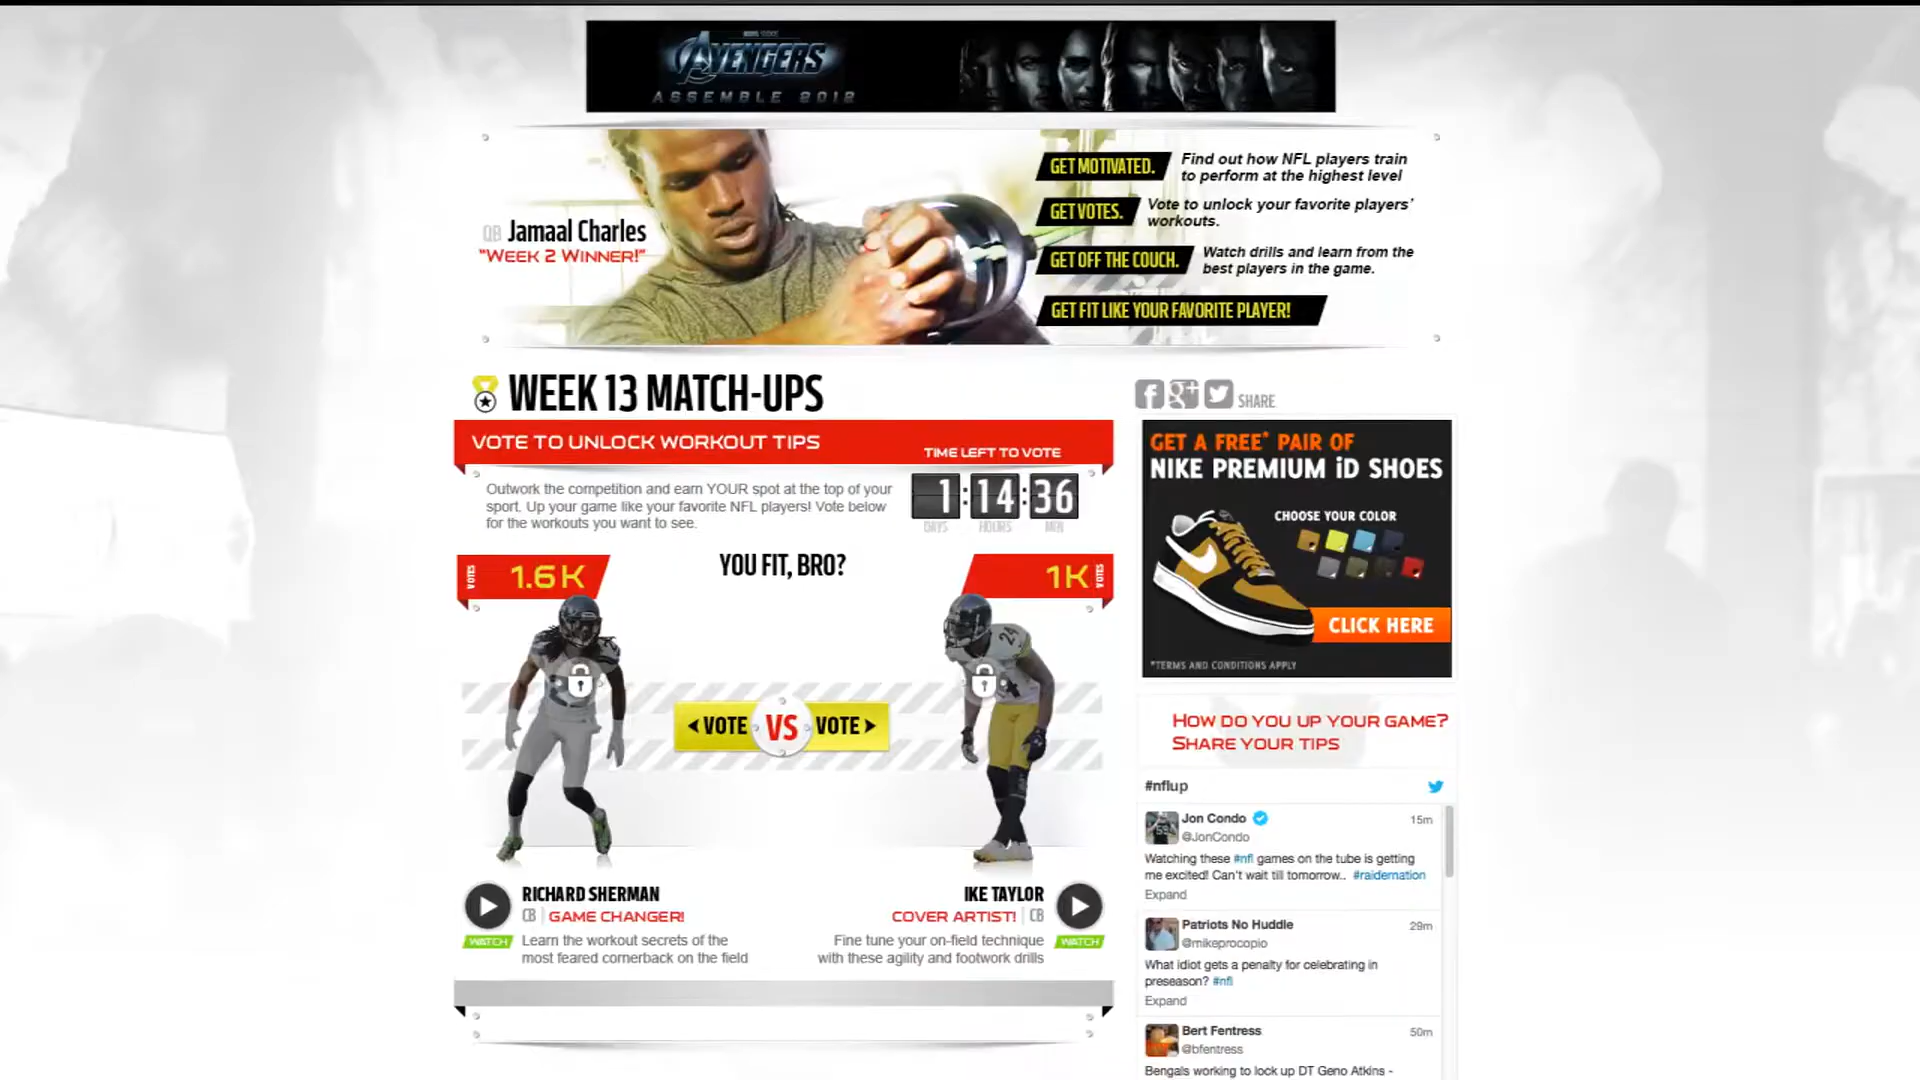 AVENGERS
ASSEMBLE 2012
QB Jamaal Charles
"WEEK 2 WINNER!"
GET MOTIVATED.
Find out how NFL players train
to perform at the highest level
GET VOTES.
Vote to unlock your favorite players'
workouts.
GET OFF THE COUCH.
Watch drills and learn from the
best players in the game.
GET FIT LIKE YOUR FAVORITE PLAYER!
WEEK 13 MATCH-UPS
VOTE TO UNLOCK WORKOUT TIPS
TIME LEFT TO VOTE
Outwork the competition and earn YOUR spot at the top of your
sport. Up your game like your favorite NFL players! Vote below
for the workouts you want to see.
1:14:36
DAYS HOURS MIN
VOTES 1.6K
YOU FIT, BRO?
1K VOTES
24
VOTE VS VOTE
RICHARD SHERMAN
CB | GAME CHANGER!
WATCH
Learn the workout secrets of the
most feared cornerback on the field
IKE TAYLOR
COVER ARTIST! | CB
WATCH
Fine tune your on-field technique
with these agility and footwork drills
f g+ SHARE
GET A FREE* PAIR OF
NIKE PREMIUM iD SHOES
CHOOSE YOUR COLOR
CLICK HERE
*TERMS AND CONDITIONS APPLY
HOW DO YOU UP YOUR GAME?
SHARE YOUR TIPS
#nflup
Jon Condo 15m
@JonCondo
Watching these #nfl games on the tube is getting
me excited! Can't wait till tomorrow.. #raidernation
Expand
Patriots No Huddle 29m
@mikeprocopio
What idiot gets a penalty for celebrating in
preseason? #nfl
Expand
Bert Fentress 50m
@bfentress
Bengals working to lock up DT Geno Atkins -